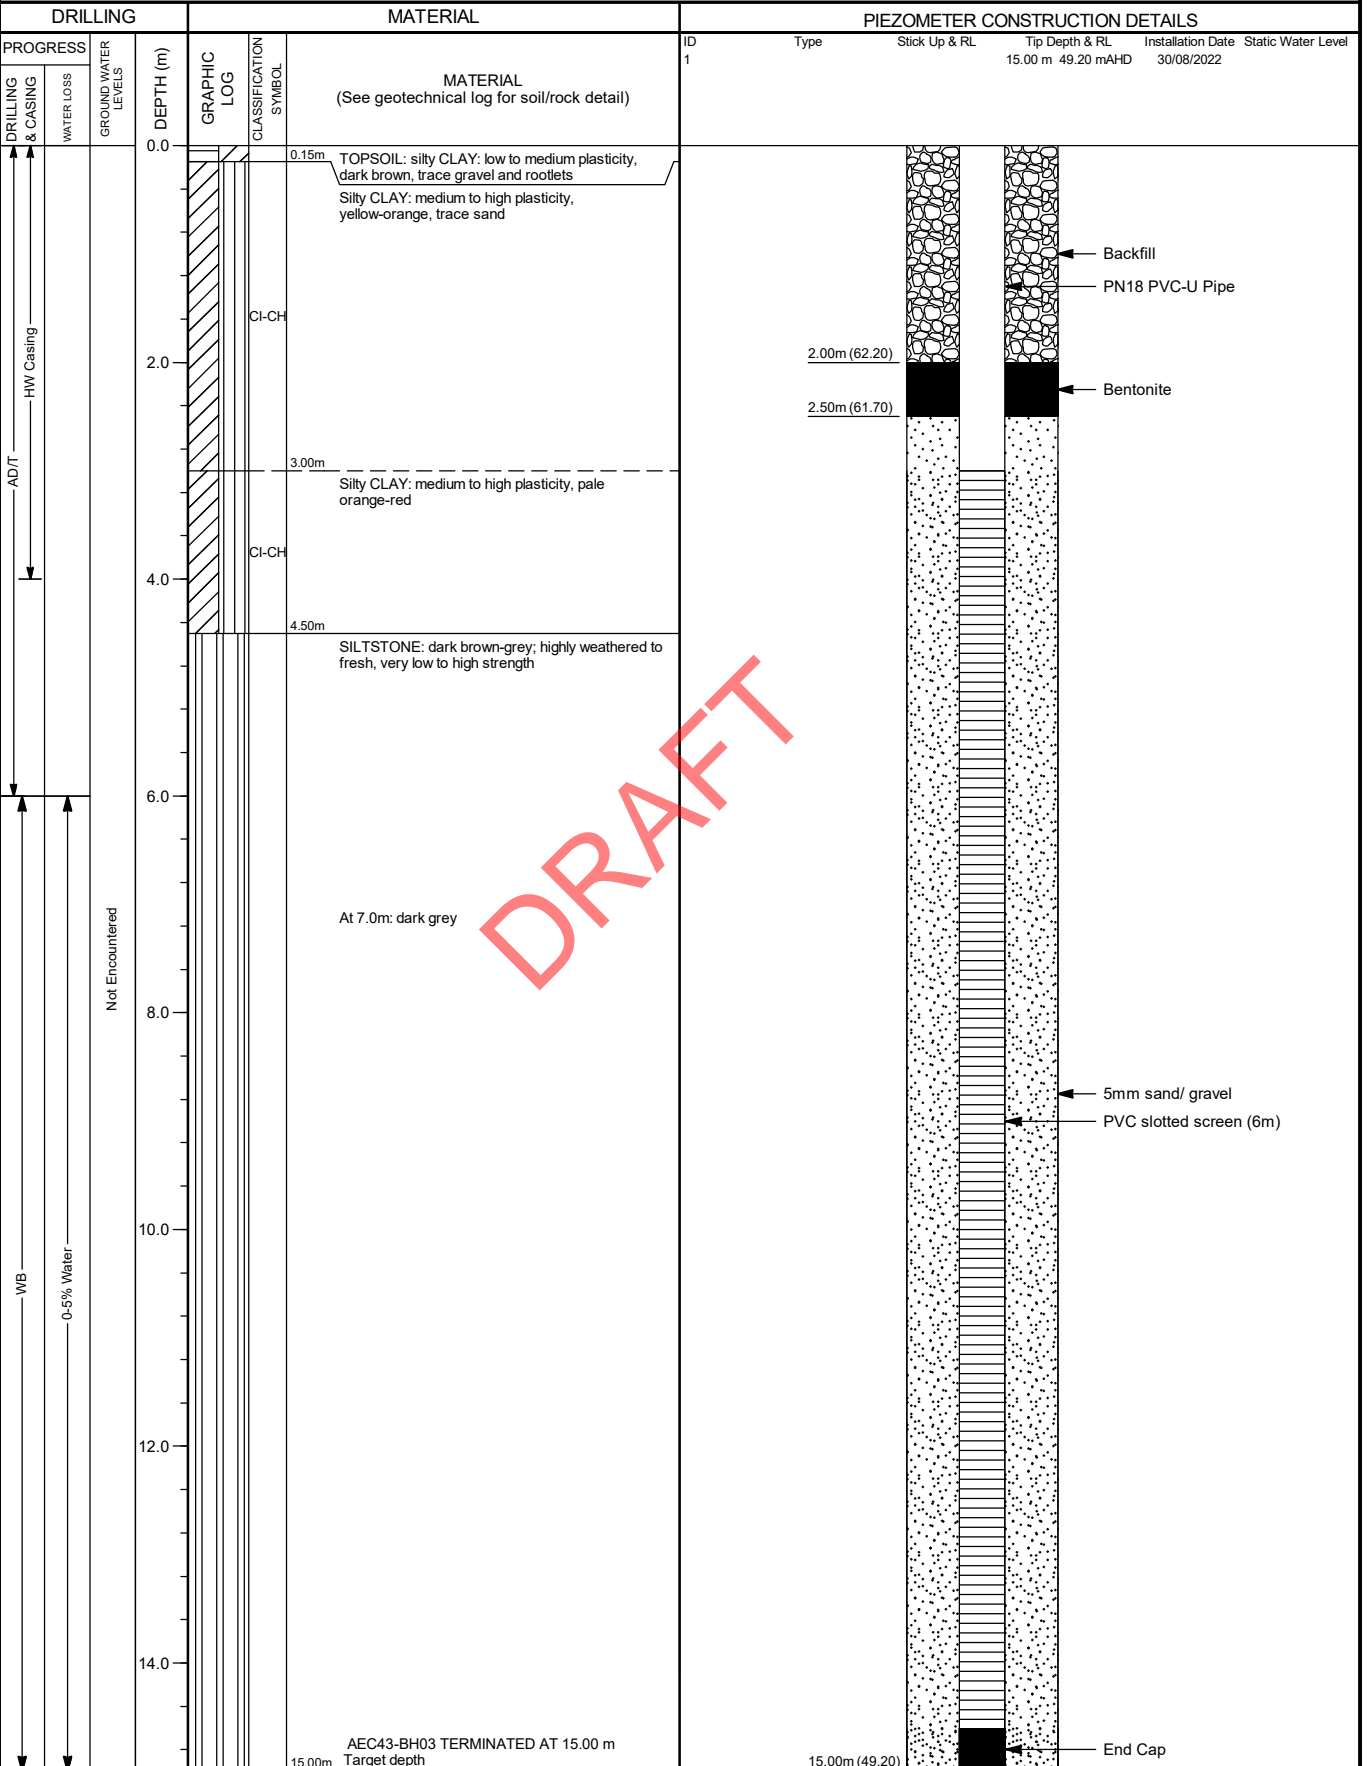 DRILLING
MATERIAL
PIEZOMETER CONSTRUCTION DETAILS
PROGRESS
DRILLING
& CASING
WATER LOSS
GROUND WATER
LEVELS
DEPTH (m)
GRAPHIC
LOG
CLASSIFICATION
SYMBOL
MATERIAL
(See geotechnical log for soil/rock detail)
ID Type Stick Up & RL Tip Depth & RL Installation Date Static Water Level
1 15.00 m 49.20 mAHD 30/08/2022
0.0
0.15m
TOPSOIL: silty CLAY: low to medium plasticity,
dark brown, trace gravel and rootlets
Silty CLAY: medium to high plasticity,
yellow-orange, trace sand
Backfill
PN18 PVC-U Pipe
CI-CH
HW Casing
2.0
2.00m (62.20)
Bentonite
2.50m (61.70)
AD/T
3.00m
Silty CLAY: medium to high plasticity, pale
orange-red
CI-CH
4.0
4.50m
SILTSTONE: dark brown-grey; highly weathered to
fresh, very low to high strength
DRAFT
6.0
At 7.0m: dark grey
Not Encountered
8.0
5mm sand/ gravel
PVC slotted screen (6m)
10.0
WB
0-5% Water
12.0
14.0
AEC43-BH03 TERMINATED AT 15.00 m
15.00m
Target depth
15.00m (49.20)
End Cap